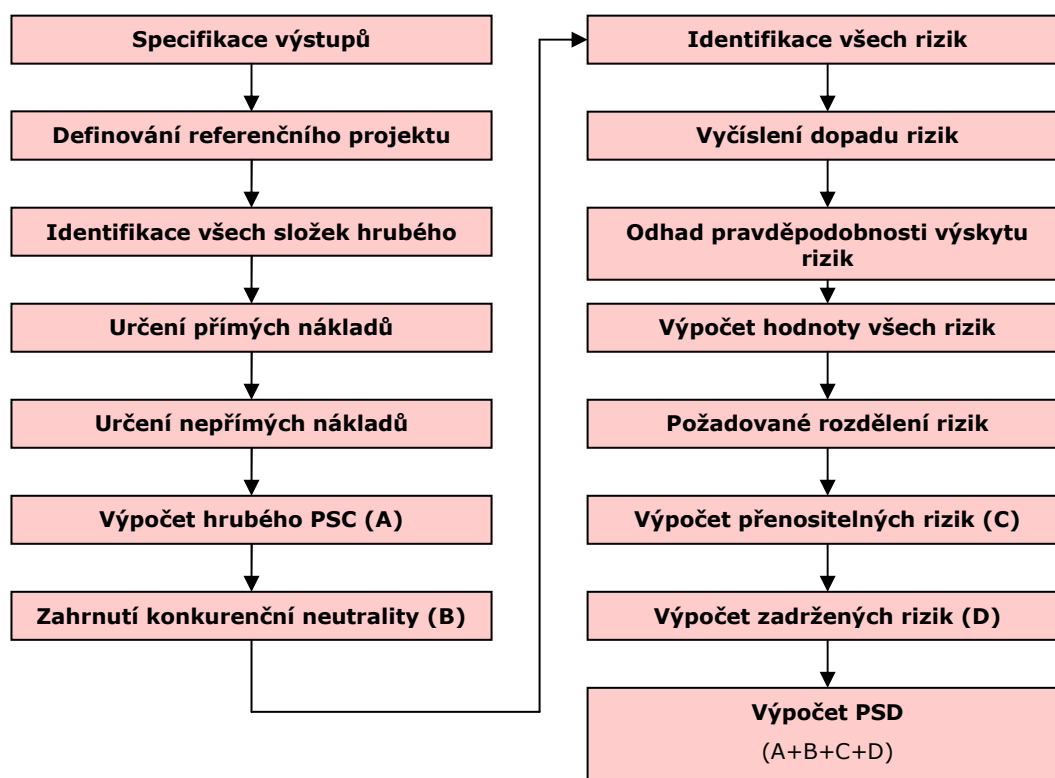 Specifikace výstupů
Definování referenčního projektu
Identifikace všech složek hrubého
Určení přímých nákladů
Určení nepřímých nákladů
Výpočet hrubého PSC (A)
Zahrnutí konkurenční neutrality (B)
Identifikace všech rizik
Vyčíslení dopadu rizik
Odhad pravděpodobnosti výskytu
rizik
Výpočet hodnoty všech rizik
Požadované rozdělení rizik
Výpočet přenositelných rizik (C)
Výpočet zadržených rizik (D)
Výpočet PSD
(A+B+C+D)